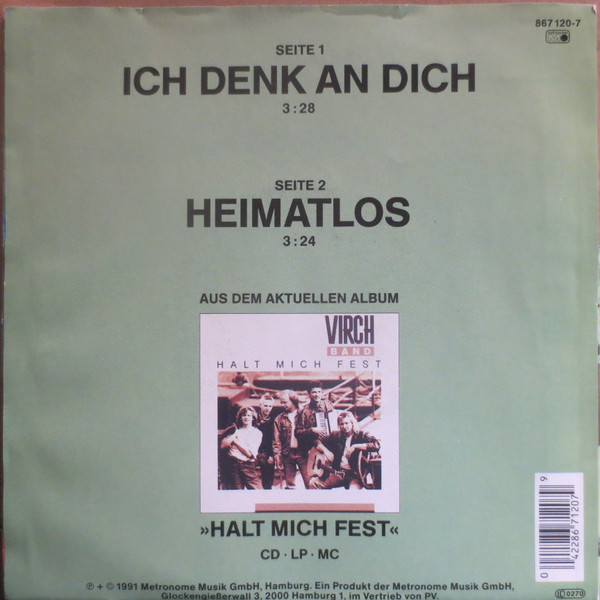 867 120-7
SEITE 1
ICH DENK AN DICH
3:28
SEITE 2
HEIMATLOS
3:24
AUS DEM AKTUELLEN ALBUM
VIRCH
BAND
HALT MICH FEST
»HALT MICH FEST«
CD · LP · MC
0 42286 71207 9
℗ + © 1991 Metronome Musik GmbH, Hamburg. Ein Produkt der Metronome Musik GmbH,
Glockengießerwall 3, 2000 Hamburg 1, im Vertrieb von PV.
LC 0270